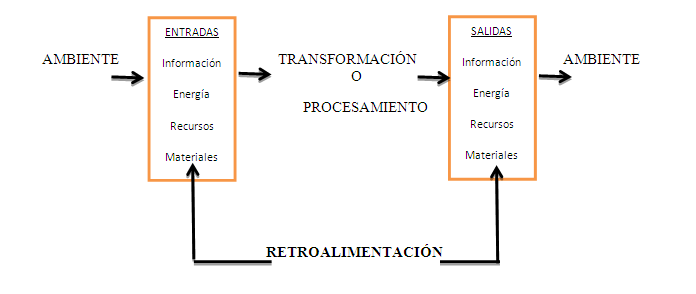 AMBIENTE
ENTRADAS
Información
Energía
Recursos
Materiales
TRANSFORMACIÓN
O
PROCESAMIENTO
SALIDAS
Información
Energía
Recursos
Materiales
AMBIENTE
RETROALIMENTACIÓN